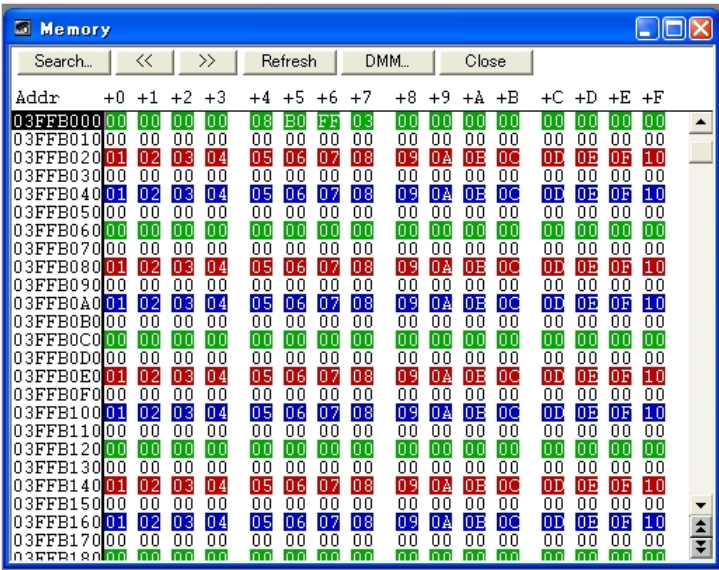 Memory
Search... << >> Refresh DMM... Close
Addr +0 +1 +2 +3 +4 +5 +6 +7 +8 +9 +A +B +C +D +E +F
03FFB000 00 00 00 00 08 B0 FF 03 00 00 00 00 00 00 00 00
03FFB010 00 00 00 00 00 00 00 00 00 00 00 00 00 00 00 00
03FFB020 01 02 03 04 05 06 07 08 09 0A 0B 0C 0D 0E 0F 10
03FFB030 00 00 00 00 00 00 00 00 00 00 00 00 00 00 00 00
03FFB040 01 02 03 04 05 06 07 08 09 0A 0B 0C 0D 0E 0F 10
03FFB050 00 00 00 00 00 00 00 00 00 00 00 00 00 00 00 00
03FFB060 00 00 00 00 00 00 00 00 00 00 00 00 00 00 00 00
03FFB070 00 00 00 00 00 00 00 00 00 00 00 00 00 00 00 00
03FFB080 01 02 03 04 05 06 07 08 09 0A 0B 0C 0D 0E 0F 10
03FFB090 00 00 00 00 00 00 00 00 00 00 00 00 00 00 00 00
03FFB0A0 01 02 03 04 05 06 07 08 09 0A 0B 0C 0D 0E 0F 10
03FFB0B0 00 00 00 00 00 00 00 00 00 00 00 00 00 00 00 00
03FFB0C0 00 00 00 00 00 00 00 00 00 00 00 00 00 00 00 00
03FFB0D0 00 00 00 00 00 00 00 00 00 00 00 00 00 00 00 00
03FFB0E0 01 02 03 04 05 06 07 08 09 0A 0B 0C 0D 0E 0F 10
03FFB0F0 00 00 00 00 00 00 00 00 00 00 00 00 00 00 00 00
03FFB100 01 02 03 04 05 06 07 08 09 0A 0B 0C 0D 0E 0F 10
03FFB110 00 00 00 00 00 00 00 00 00 00 00 00 00 00 00 00
03FFB120 00 00 00 00 00 00 00 00 00 00 00 00 00 00 00 00
03FFB130 00 00 00 00 00 00 00 00 00 00 00 00 00 00 00 00
03FFB140 01 02 03 04 05 06 07 08 09 0A 0B 0C 0D 0E 0F 10
03FFB150 00 00 00 00 00 00 00 00 00 00 00 00 00 00 00 00
03FFB160 01 02 03 04 05 06 07 08 09 0A 0B 0C 0D 0E 0F 10
03FFB170 00 00 00 00 00 00 00 00 00 00 00 00 00 00 00 00
03FFB180 00 00 00 00 00 00 00 00 00 00 00 00 00 00 00 00